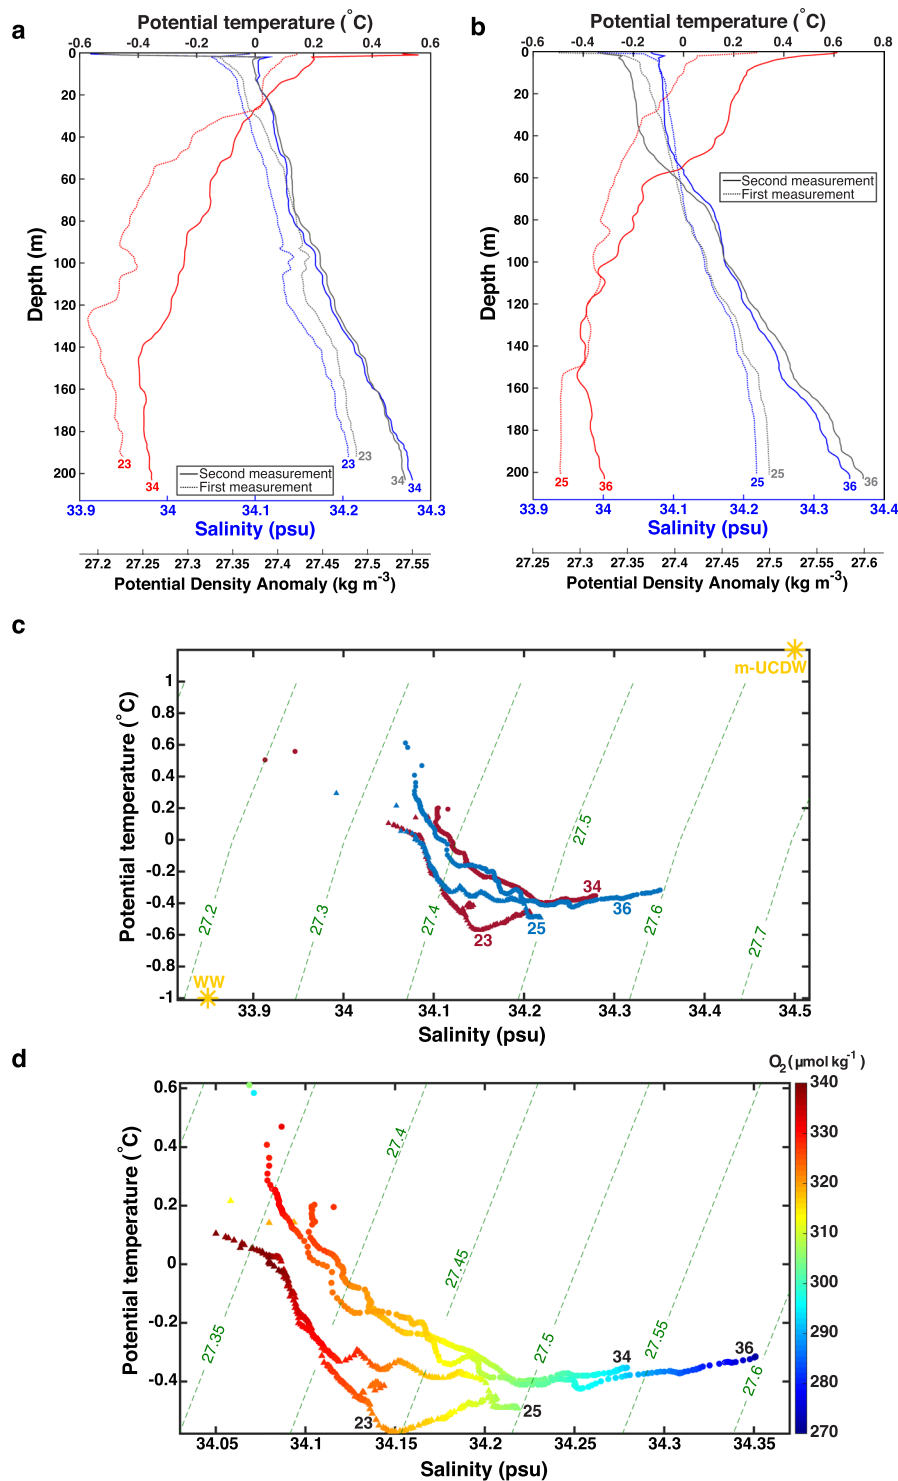 a
Potential temperature (°C)
-0.6 -0.4 -0.2 0 0.2 0.4 0.6
0
20
40
60
80
100
120
140
160
180
200
Depth (m)
23
34
23
23
34
34
Second measurement
First measurement
33.9 34 34.1 34.2 34.3
Salinity (psu)
27.2 27.25 27.3 27.35 27.4 27.45 27.5 27.55
Potential Density Anomaly (kg m-3)
b
Potential temperature (°C)
-0.6 -0.4 -0.2 0 0.2 0.4 0.6 0.8
0
20
40
60
80
100
120
140
160
180
200
Depth (m)
Second measurement
First measurement
25
36
25
25
36
36
33.9 34 34.1 34.2 34.3 34.4
Salinity (psu)
27.25 27.3 27.35 27.4 27.45 27.5 27.55 27.6
Potential Density Anomaly (kg m-3)
c
m-UCDW
Potential temperature (°C)
1
0.8
0.6
0.4
0.2
0
-0.2
-0.4
-0.6
-0.8
-1
27.2
27.3
27.4
27.5
27.6
27.7
34
36
23
25
WW
33.9 34 34.1 34.2 34.3 34.4 34.5
Salinity (psu)
d
O2 (µmol kg-1)
340
330
320
310
300
290
280
270
Potential temperature (°C)
0.6
0.4
0.2
0
-0.2
-0.4
27.35
27.4
27.45
27.5
27.55
27.6
34
36
23
25
34.05 34.1 34.15 34.2 34.25 34.3 34.35
Salinity (psu)